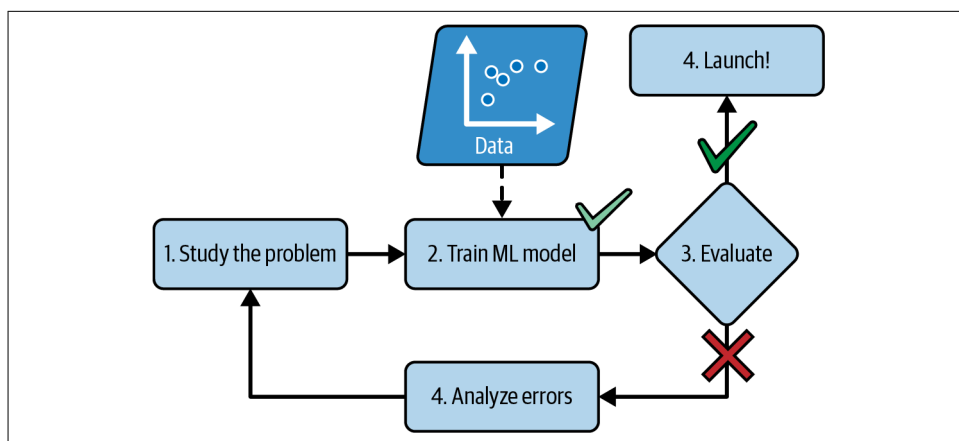 4. Launch!
Data
1. Study the problem
2. Train ML model
3. Evaluate
4. Analyze errors